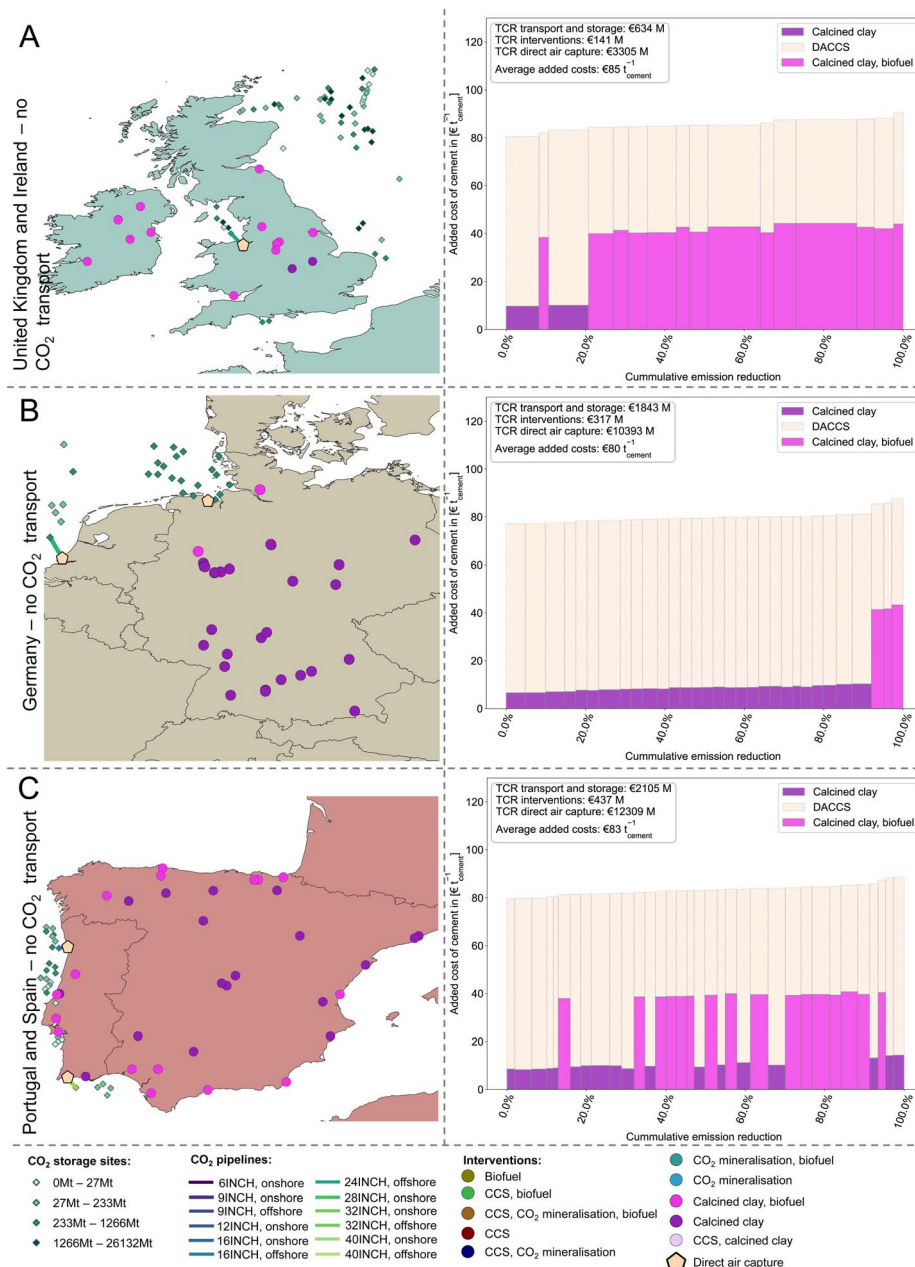 A
United Kingdom and Ireland – no
CO2 transport
TCR transport and storage: €634 M
TCR interventions: €141 M
TCR direct air capture: €3305 M
Average added costs: €85 t−1cement
Calcined clay
DACCS
Calcined clay, biofuel
Added cost of cement in [€ t−1cement]
120
100
80
60
40
20
0
0.0%
20.0%
40.0%
60.0%
80.0%
100.0%
Cummulative emission reduction
B
Germany – no CO2 transport
TCR transport and storage: €1843 M
TCR interventions: €317 M
TCR direct air capture: €10393 M
Average added costs: €80 t−1cement
Calcined clay
DACCS
Calcined clay, biofuel
Added cost of cement in [€ t−1cement]
120
100
80
60
40
20
0
0.0%
20.0%
40.0%
60.0%
80.0%
100.0%
Cummulative emission reduction
C
Portugal and Spain – no CO2 transport
TCR transport and storage: €2105 M
TCR interventions: €437 M
TCR direct air capture: €12309 M
Average added costs: €83 t−1cement
Calcined clay
DACCS
Calcined clay, biofuel
Added cost of cement in [€ t−1cement]
120
100
80
60
40
20
0
0.0%
20.0%
40.0%
60.0%
80.0%
100.0%
Cummulative emission reduction
CO2 storage sites:
0Mt – 27Mt
27Mt – 233Mt
233Mt – 1266Mt
1266Mt – 26132Mt
CO2 pipelines:
6INCH, onshore
9INCH, onshore
9INCH, offshore
12INCH, onshore
16INCH, onshore
16INCH, offshore
24INCH, offshore
28INCH, onshore
32INCH, onshore
32INCH, offshore
40INCH, onshore
40INCH, offshore
Interventions:
Biofuel
CCS, biofuel
CCS, CO2 mineralisation, biofuel
CCS
CCS, CO2 mineralisation
CO2 mineralisation, biofuel
CO2 mineralisation
Calcined clay, biofuel
Calcined clay
CCS, calcined clay
Direct air capture